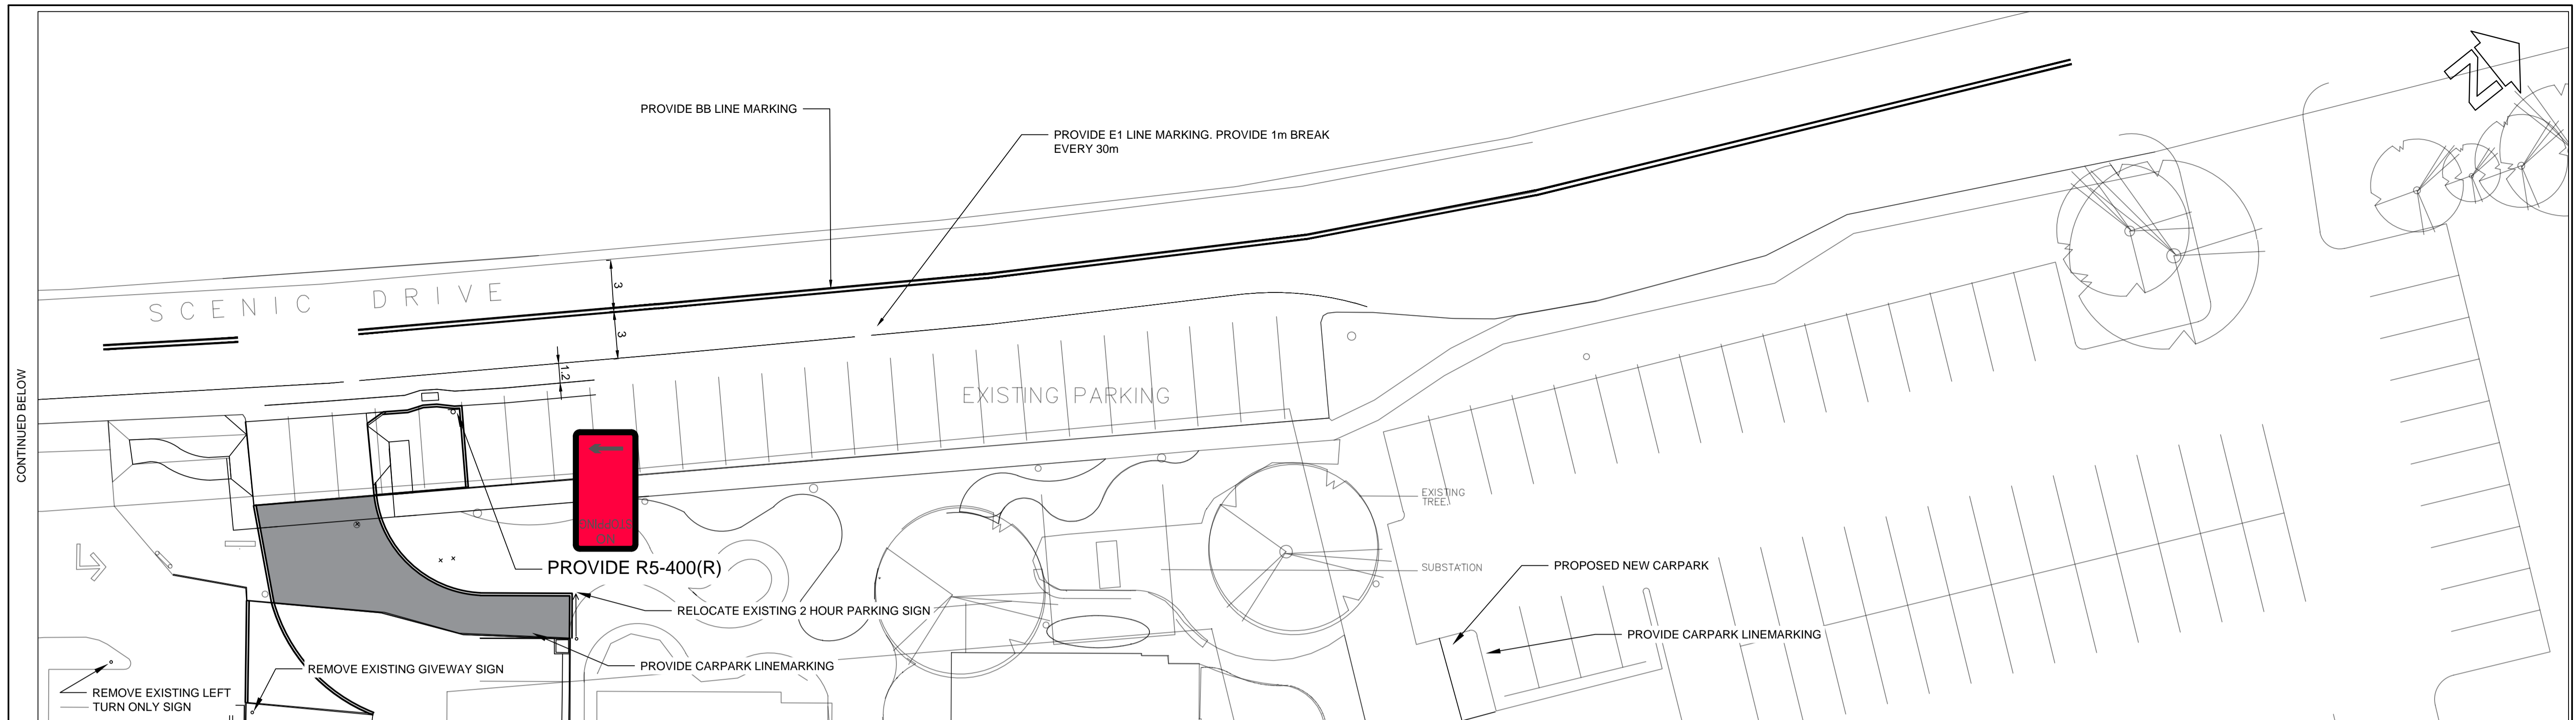 PROVIDE BB LINE MARKING
PROVIDE E1 LINE MARKING. PROVIDE 1m BREAK
EVERY 30m
N
SCENIC DRIVE
3
3
1.2
EXISTING PARKING
CONTINUED BELOW
NO
STOPPING
EXISTING
TREE.
PROVIDE R5-400(R)
SUBSTATION
PROPOSED NEW CARPARK
RELOCATE EXISTING 2 HOUR PARKING SIGN
PROVIDE CARPARK LINEMARKING
PROVIDE CARPARK LINEMARKING
REMOVE EXISTING GIVEWAY SIGN
REMOVE EXISTING LEFT
TURN ONLY SIGN